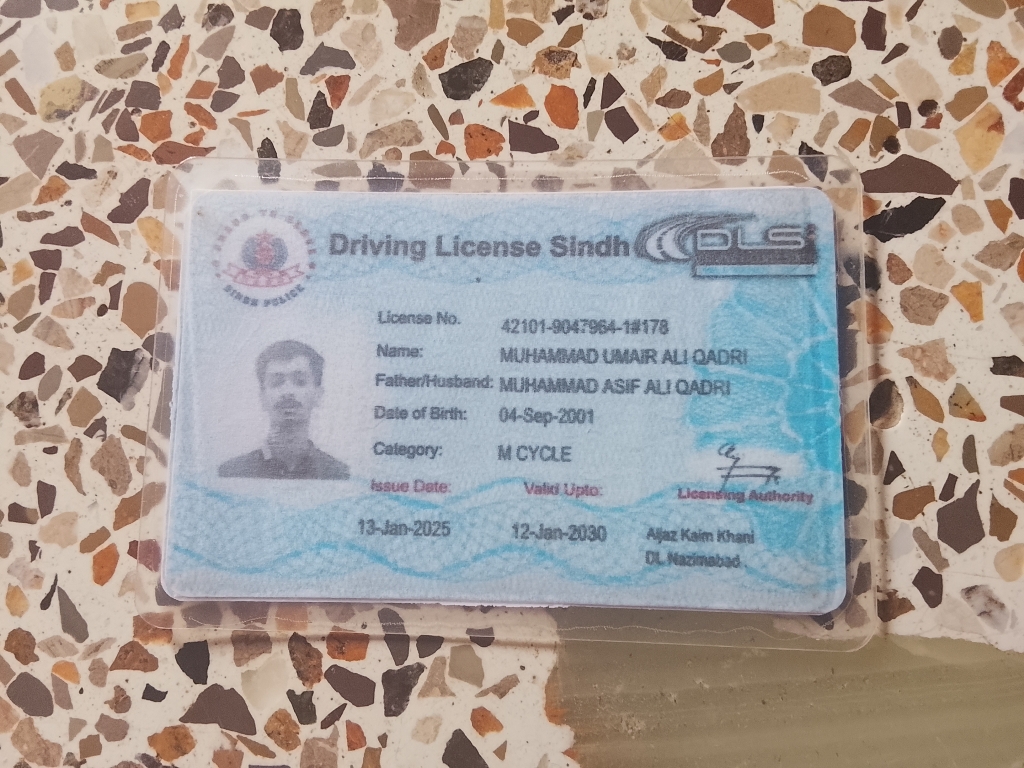 SINDH POLICE
Driving License Sindh
DLS
License No. 42101-9047964-1#178
Name: MUHAMMAD UMAIR ALI QADRI
Father/Husband: MUHAMMAD ASIF ALI QADRI
Date of Birth: 04-Sep-2001
Category: M CYCLE
Issue Date: Valid Upto: Licensing Authority
13-Jan-2025 12-Jan-2030 Aijaz Kaim Khani
DL Nazimabad